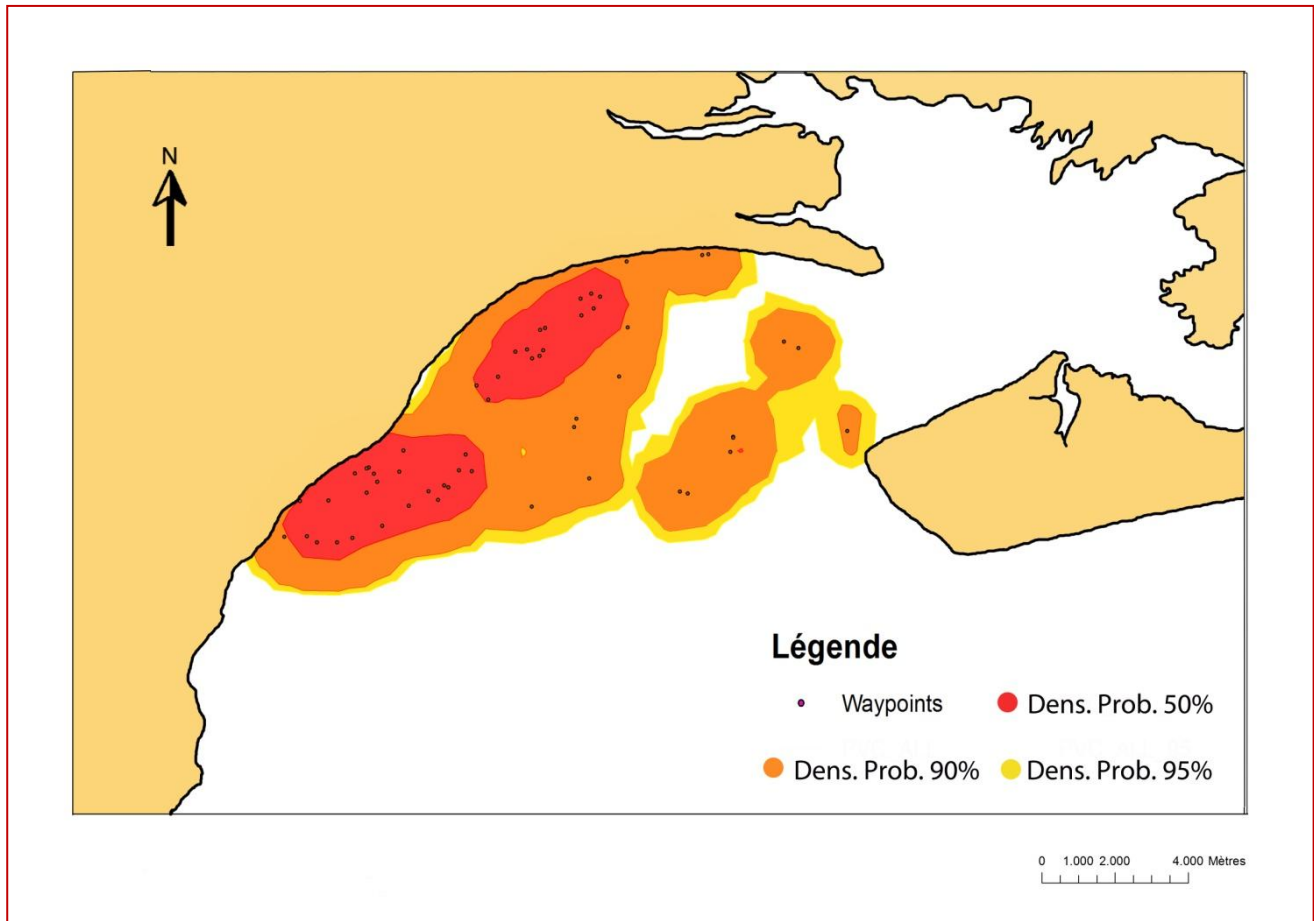 N
Légende
Waypoints
Dens. Prob. 50%
Dens. Prob. 90%
Dens. Prob. 95%
0 1.000 2.000 4.000 Mètres